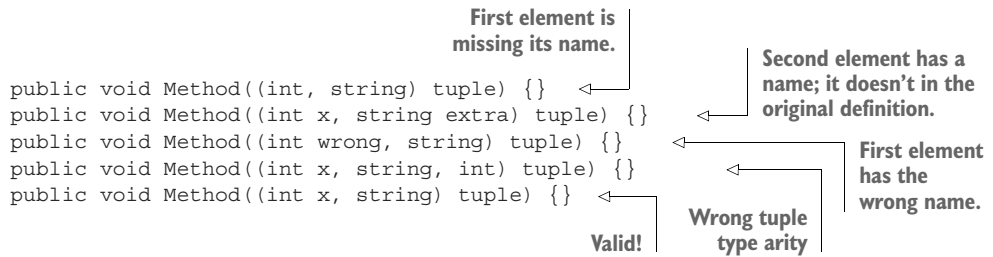 First element is
missing its name.
Second element has a
name; it doesn't in the
original definition.
public void Method((int, string) tuple) {}
public void Method((int x, string extra) tuple) {}
public void Method((int wrong, string) tuple) {}
public void Method((int x, string, int) tuple) {}
public void Method((int x, string) tuple) {}
First element
has the
wrong name.
Wrong tuple
type arity
Valid!